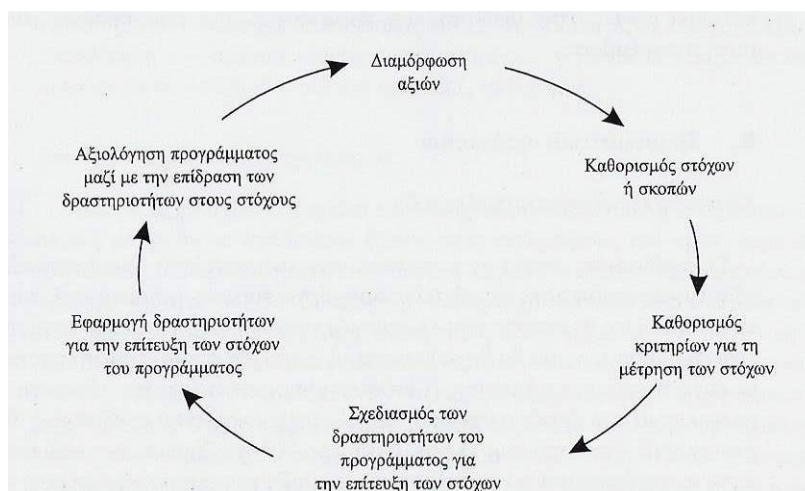 Διαμόρφωση
αξιών
Καθορισμός στόχων
ή σκοπών
Καθορισμός
κριτηρίων για τη
μέτρηση των στόχων
Σχεδιασμός των
δραστηριοτήτων του
προγράμματος για
την επίτευξη των στόχων
Εφαρμογή δραστηριοτήτων
για την επίτευξη των στόχων
του προγράμματος
Αξιολόγηση προγράμματος
μαζί με την επίδραση των
δραστηριοτήτων στους στόχους